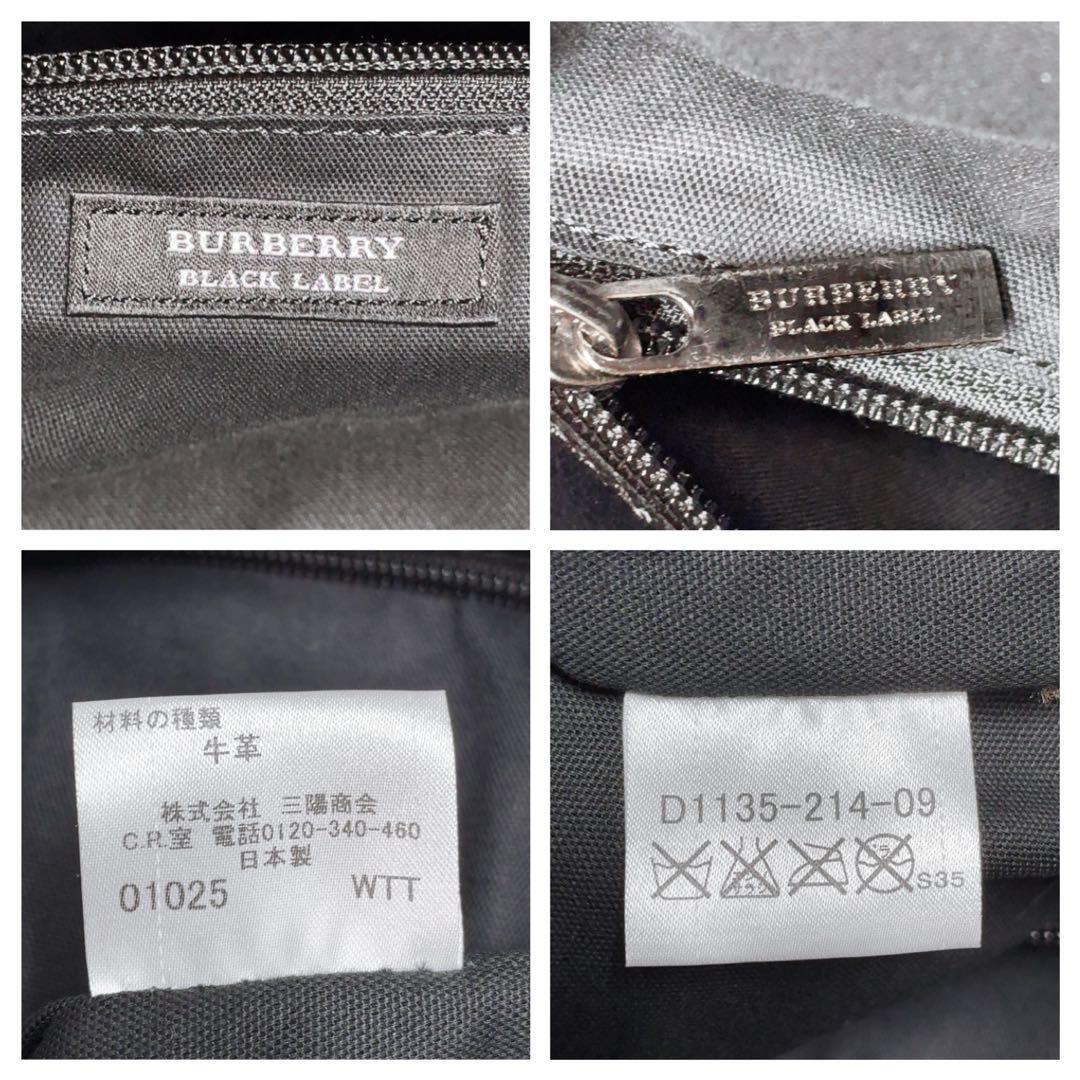 BURBERRY
BLACK LABEL
BURBERRY
BLACK LABEL
材料の種類
牛革
株式会社 三陽商会
C.R.室 電話0120-340-460
日本製
01025 WTT
D1135-214-09
S35